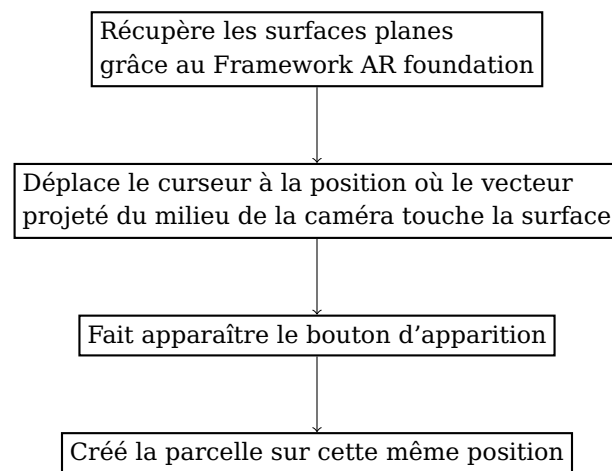 Récupère les surfaces planes
grâce au Framework AR foundation
Déplace le curseur à la position où le vecteur
projeté du milieu de la caméra touche la surface
Fait apparaître le bouton d’apparition
Créé la parcelle sur cette même position